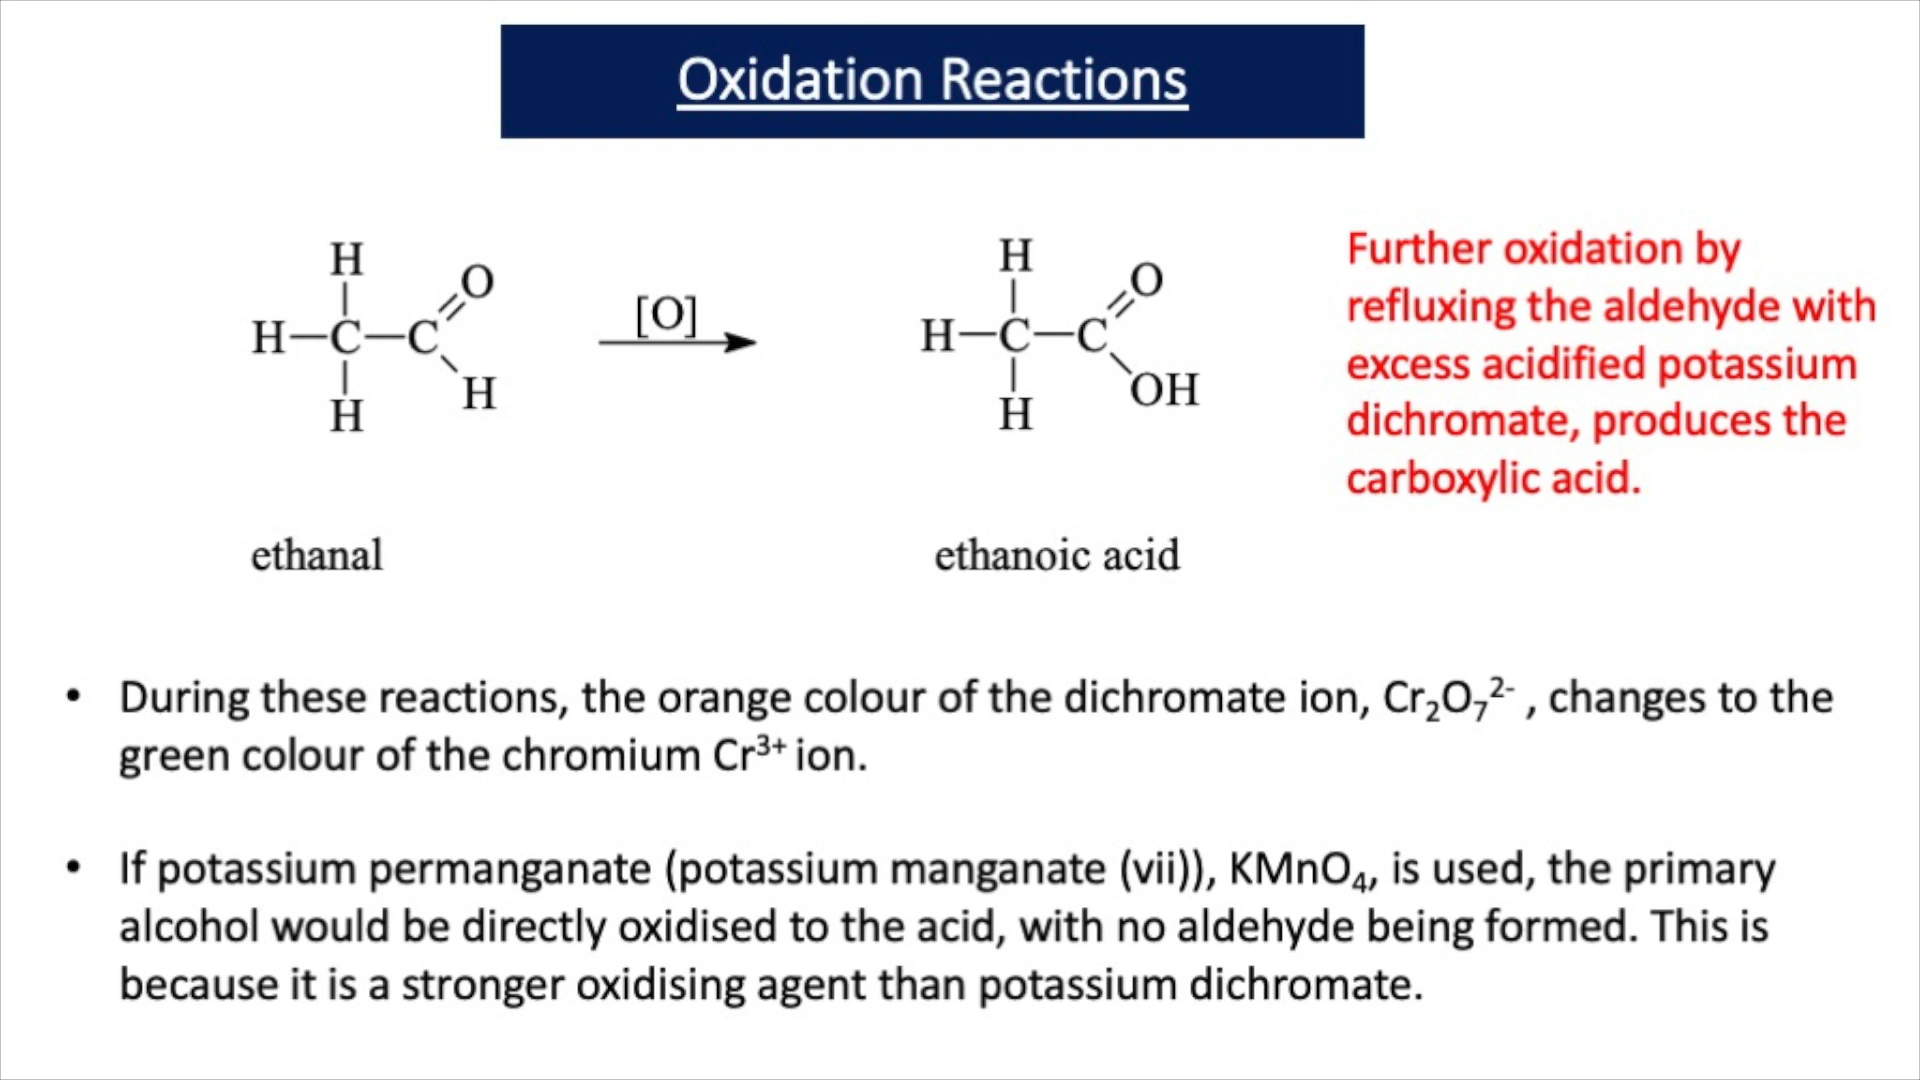 Oxidation Reactions
H
O
H–C–C
H
H
[O]
H
O
H–C–C
OH
H
Further oxidation by
refluxing the aldehyde with
excess acidified potassium
dichromate, produces the
carboxylic acid.
ethanal
ethanoic acid
• During these reactions, the orange colour of the dichromate ion, Cr₂O₇²⁻ , changes to the
green colour of the chromium Cr³⁺ ion.
• If potassium permanganate (potassium manganate (vii)), KMnO₄, is used, the primary
alcohol would be directly oxidised to the acid, with no aldehyde being formed. This is
because it is a stronger oxidising agent than potassium dichromate.